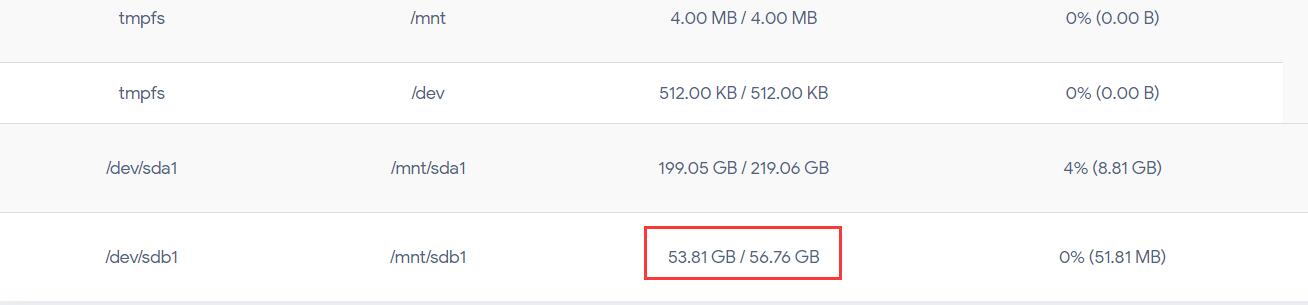 tmpfs /mnt 4.00 MB / 4.00 MB 0% (0.00 B)
tmpfs /dev 512.00 KB / 512.00 KB 0% (0.00 B)
/dev/sda1 /mnt/sda1 199.05 GB / 219.06 GB 4% (8.81 GB)
/dev/sdb1 /mnt/sdb1 53.81 GB / 56.76 GB 0% (51.81 MB)